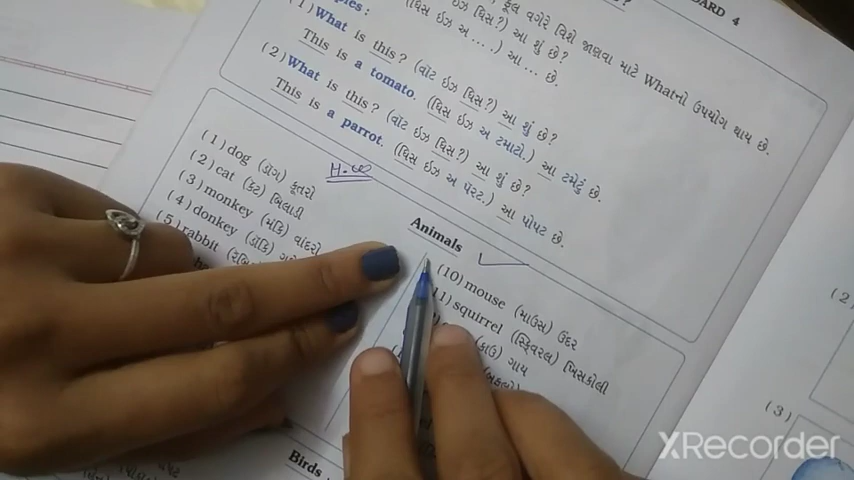 DARD 4
ફૂલ વગેરે વિશે જાણવા માટે Whatનો ઉપયોગ થાય છે.
ples :
(1) What is this? (વૉટ ઇઝ ધિસ?) આ શું છે?
(ધિસ ઇઝ અ ....) આ ... છે.
This is a tomato. (ધિસ ઇઝ અ ટમાટો.) આ ટમેટું છે.
(2) What is this? (વૉટ ઇઝ ધિસ?) આ શું છે?
This is a parrot. (ધિસ ઇઝ અ પૅરટ.) આ પોપટ છે.
H.W
Animals
(1) dog (ડૉગ) કૂતરો
(2) cat (કૅટ) બિલાડી
(3) monkey (મંકિ) વાંદરો
(4) donkey (ડૉંકિ)
(5) rabbit
(10) mouse (માઉસ) ઉંદર
11) squirrel (સ્ક્વિરલ) ખિસકોલી
(કાઉ) ગાય
Birds
(2)
(3)
XRecorder